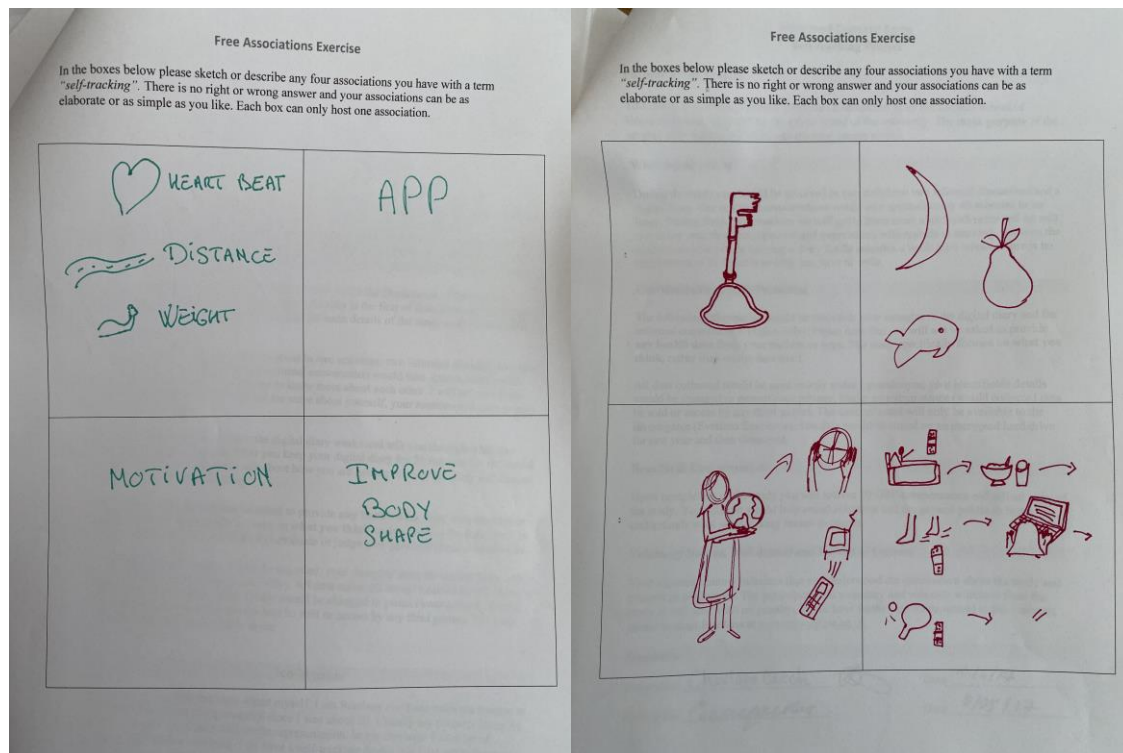 Free Associations Exercise
In the boxes below please sketch or describe any four associations you have with a term
"self-tracking". There is no right or wrong answer and your associations can be as
elaborate or as simple as you like. Each box can only host one association.
HEART BEAT
DISTANCE
WEIGHT
APP
MOTIVATION
IMPROVE
BODY
SHAPE
Free Associations Exercise
In the boxes below please sketch or describe any four associations you have with a term
"self-tracking". There is no right or wrong answer and your associations can be as
elaborate or as simple as you like. Each box can only host one association.